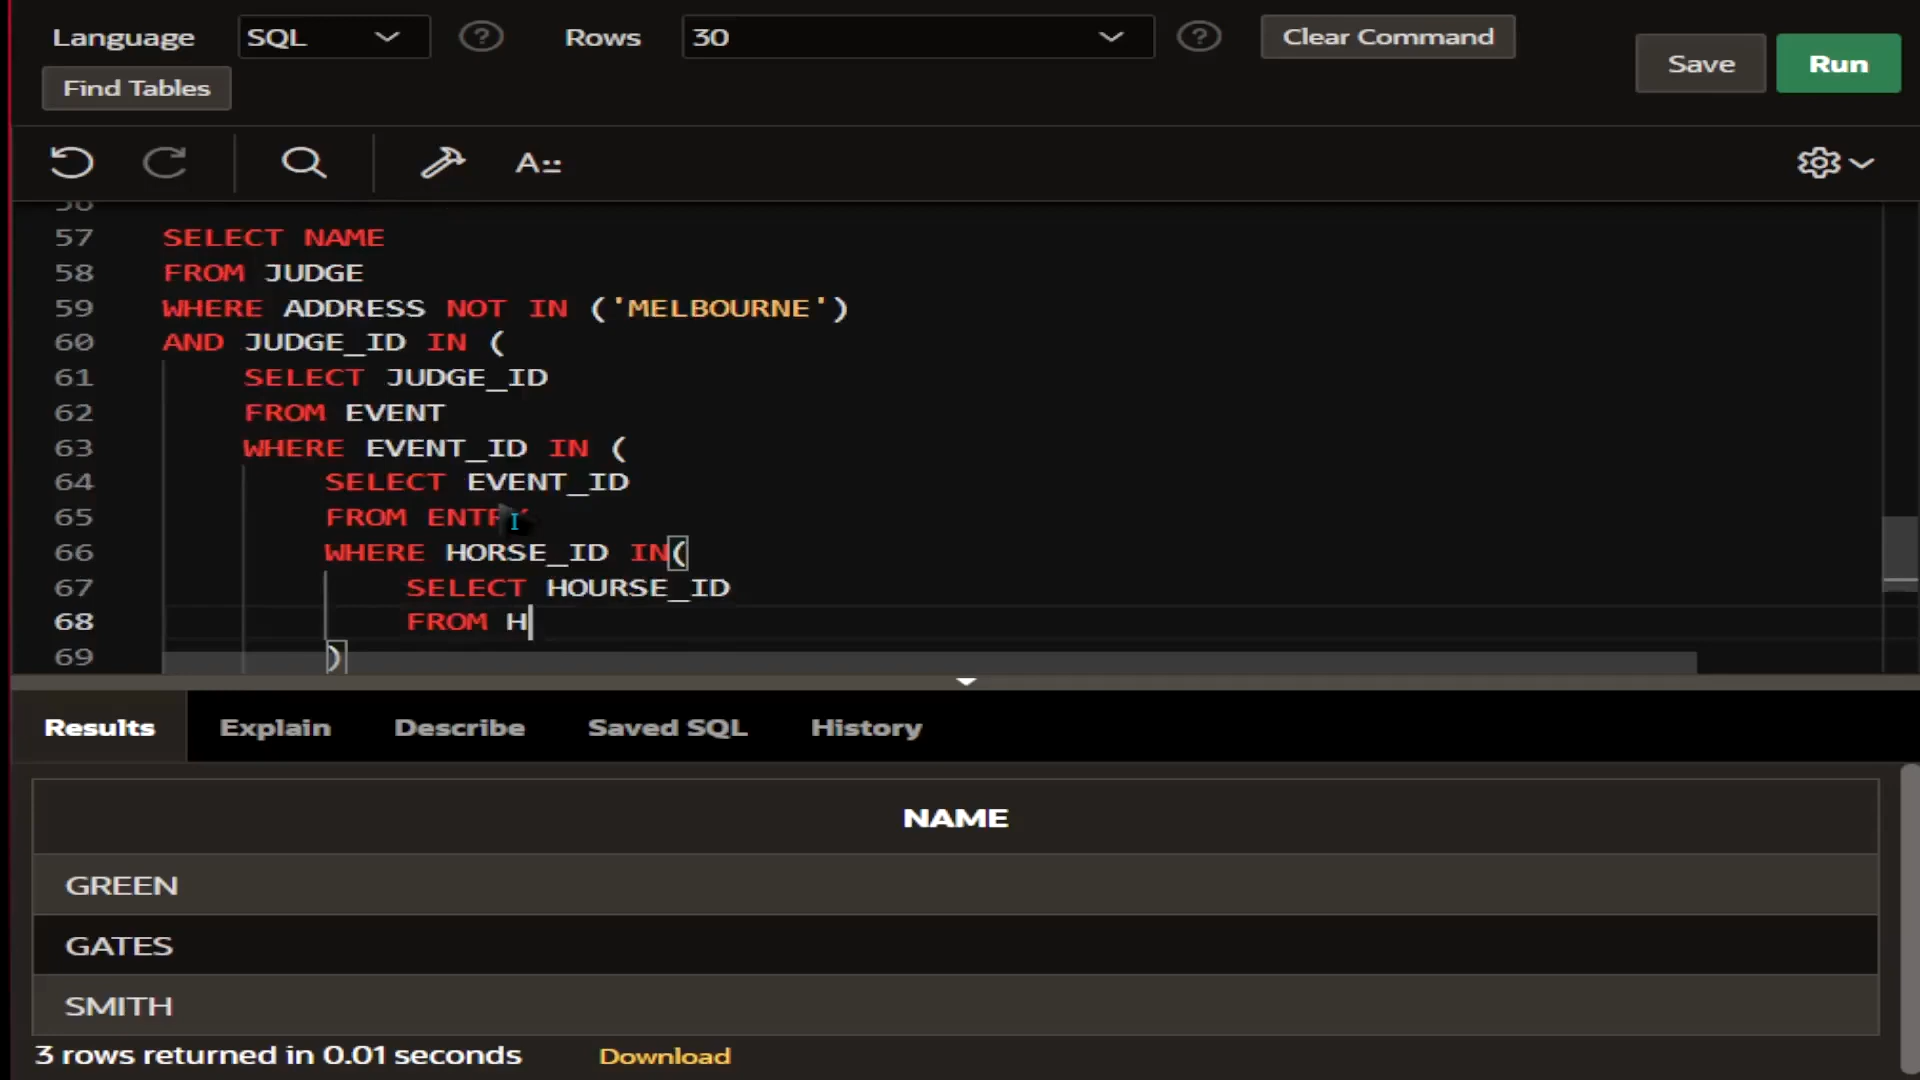 Language SQL Rows 30 Clear Command Save Run
Find Tables
A
57 SELECT NAME
58 FROM JUDGE
59 WHERE ADDRESS NOT IN ('MELBOURNE')
60 AND JUDGE_ID IN (
61 SELECT JUDGE_ID
62 FROM EVENT
63 WHERE EVENT_ID IN (
64 SELECT EVENT_ID
65 FROM ENTRY
66 WHERE HORSE_ID IN(
67 SELECT HOURSE_ID
68 FROM H
69 )
Results Explain Describe Saved SQL History
NAME
GREEN
GATES
SMITH
3 rows returned in 0.01 seconds Download